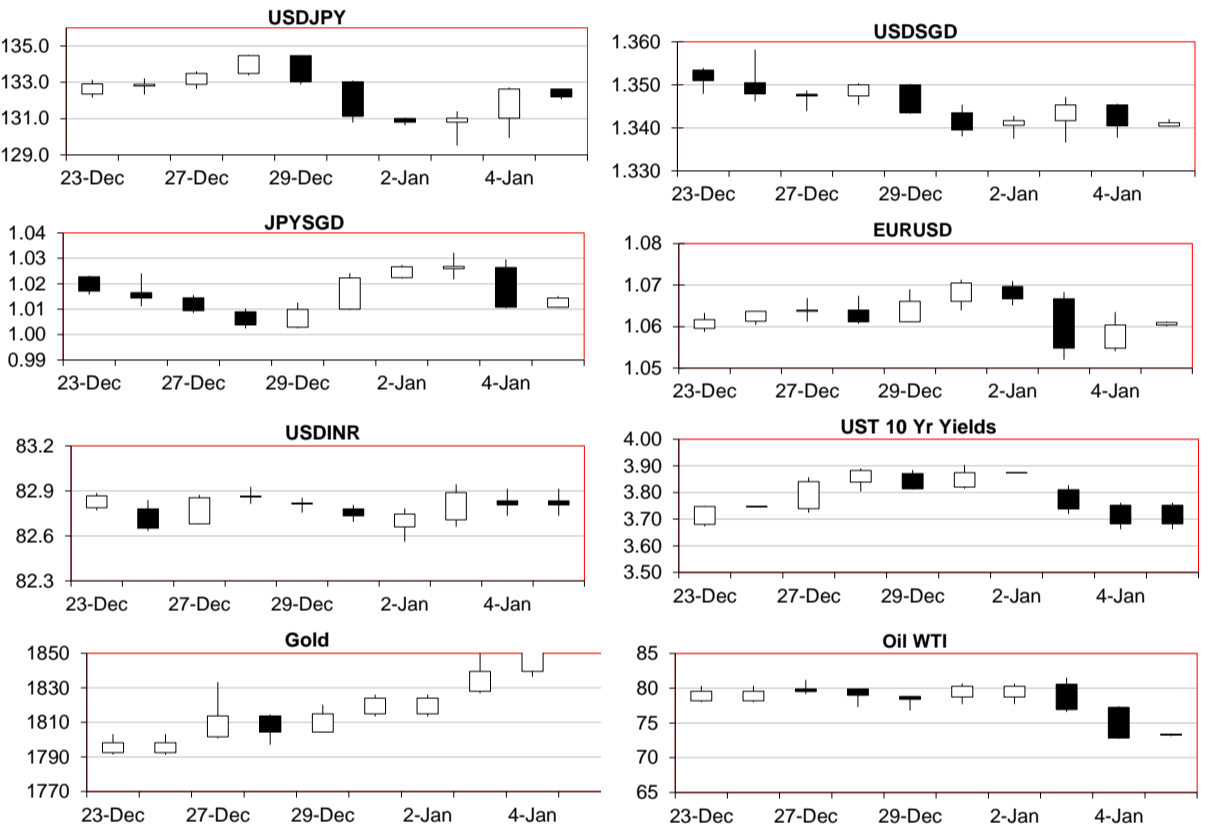 USDJPY
135.0
133.0
131.0
129.0
23-Dec 27-Dec 29-Dec 2-Jan 4-Jan
USDSGD
1.360
1.350
1.340
1.330
23-Dec 27-Dec 29-Dec 2-Jan 4-Jan
JPYSGD
1.04
1.03
1.02
1.01
1.00
0.99
23-Dec 27-Dec 29-Dec 2-Jan 4-Jan
EURUSD
1.08
1.07
1.06
1.05
23-Dec 27-Dec 29-Dec 2-Jan 4-Jan
USDINR
83.2
82.9
82.6
82.3
23-Dec 27-Dec 29-Dec 2-Jan 4-Jan
UST 10 Yr Yields
4.00
3.90
3.80
3.70
3.60
3.50
23-Dec 27-Dec 29-Dec 2-Jan 4-Jan
Gold
1850
1830
1810
1790
1770
23-Dec 27-Dec 29-Dec 2-Jan 4-Jan
Oil WTI
85
80
75
70
65
23-Dec 27-Dec 29-Dec 2-Jan 4-Jan